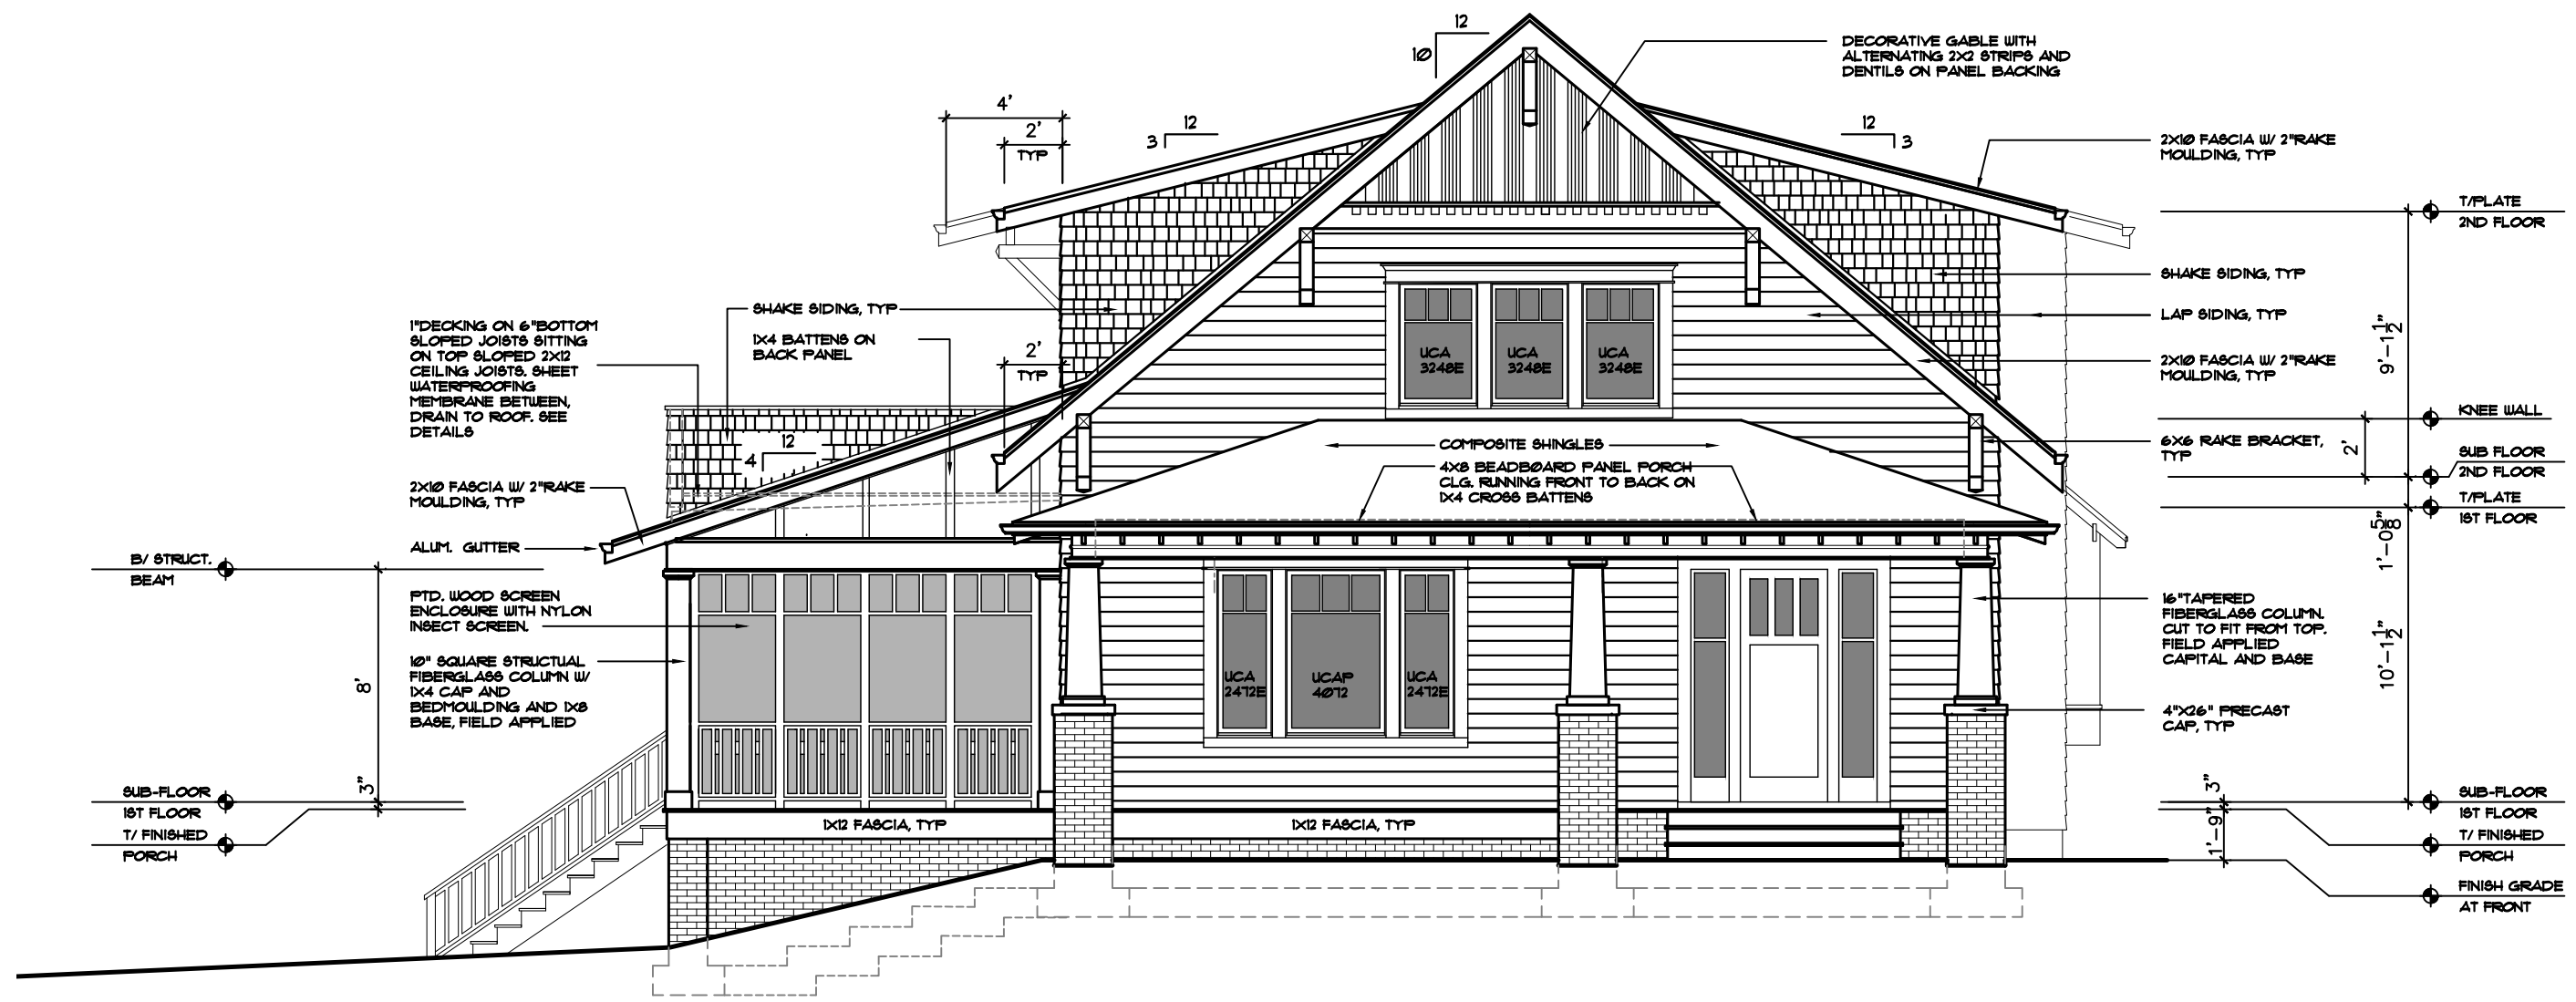 12
10
DECORATIVE GABLE WITH
ALTERNATING 2X2 STRIPS AND
DENTILS ON PANEL BACKING
4'
2'
TYP
12
3
12
3
2X10 FASCIA W/ 2"RAKE
MOULDING, TYP
T/PLATE
2ND FLOOR
SHAKE SIDING, TYP
LAP SIDING, TYP
2X10 FASCIA W/ 2"RAKE
MOULDING, TYP
9'-1 1/2"
KNEE WALL
6X6 RAKE BRACKET,
TYP
2'
SUB FLOOR
2ND FLOOR
T/PLATE
1ST FLOOR
1'-0 5/8"
1"DECKING ON 6"BOTTOM
SLOPED JOISTS SITTING
ON TOP SLOPED 2X12
CEILING JOISTS. SHEET
WATERPROOFING
MEMBRANE BETWEEN,
DRAIN TO ROOF. SEE
DETAILS
SHAKE SIDING, TYP
1X4 BATTENS ON
BACK PANEL
2'
TYP
UCA
3248E
UCA
3248E
UCA
3248E
12
4
COMPOSITE SHINGLES
4X8 BEADBOARD PANEL PORCH
CLG. RUNNING FRONT TO BACK ON
1X4 CROSS BATTENS
2X10 FASCIA W/ 2"RAKE
MOULDING, TYP
ALUM. GUTTER
B/ STRUCT.
BEAM
PTD. WOOD SCREEN
ENCLOSURE WITH NYLON
INSECT SCREEN.
10" SQUARE STRUCTUAL
FIBERGLASS COLUMN W/
1X4 CAP AND
BEDMOULDING AND 1X8
BASE, FIELD APPLIED
8'
3"
UCA
2472E
UCAP
4072
UCA
2472E
16"TAPERED
FIBERGLASS COLUMN.
CUT TO FIT FROM TOP.
FIELD APPLIED
CAPITAL AND BASE
10'-1 1/2"
4"X26" PRECAST
CAP, TYP
SUB-FLOOR
1ST FLOOR
T/ FINISHED
PORCH
1X12 FASCIA, TYP
1X12 FASCIA, TYP
3"
1'-9"
SUB-FLOOR
1ST FLOOR
T/ FINISHED
PORCH
FINISH GRADE
AT FRONT